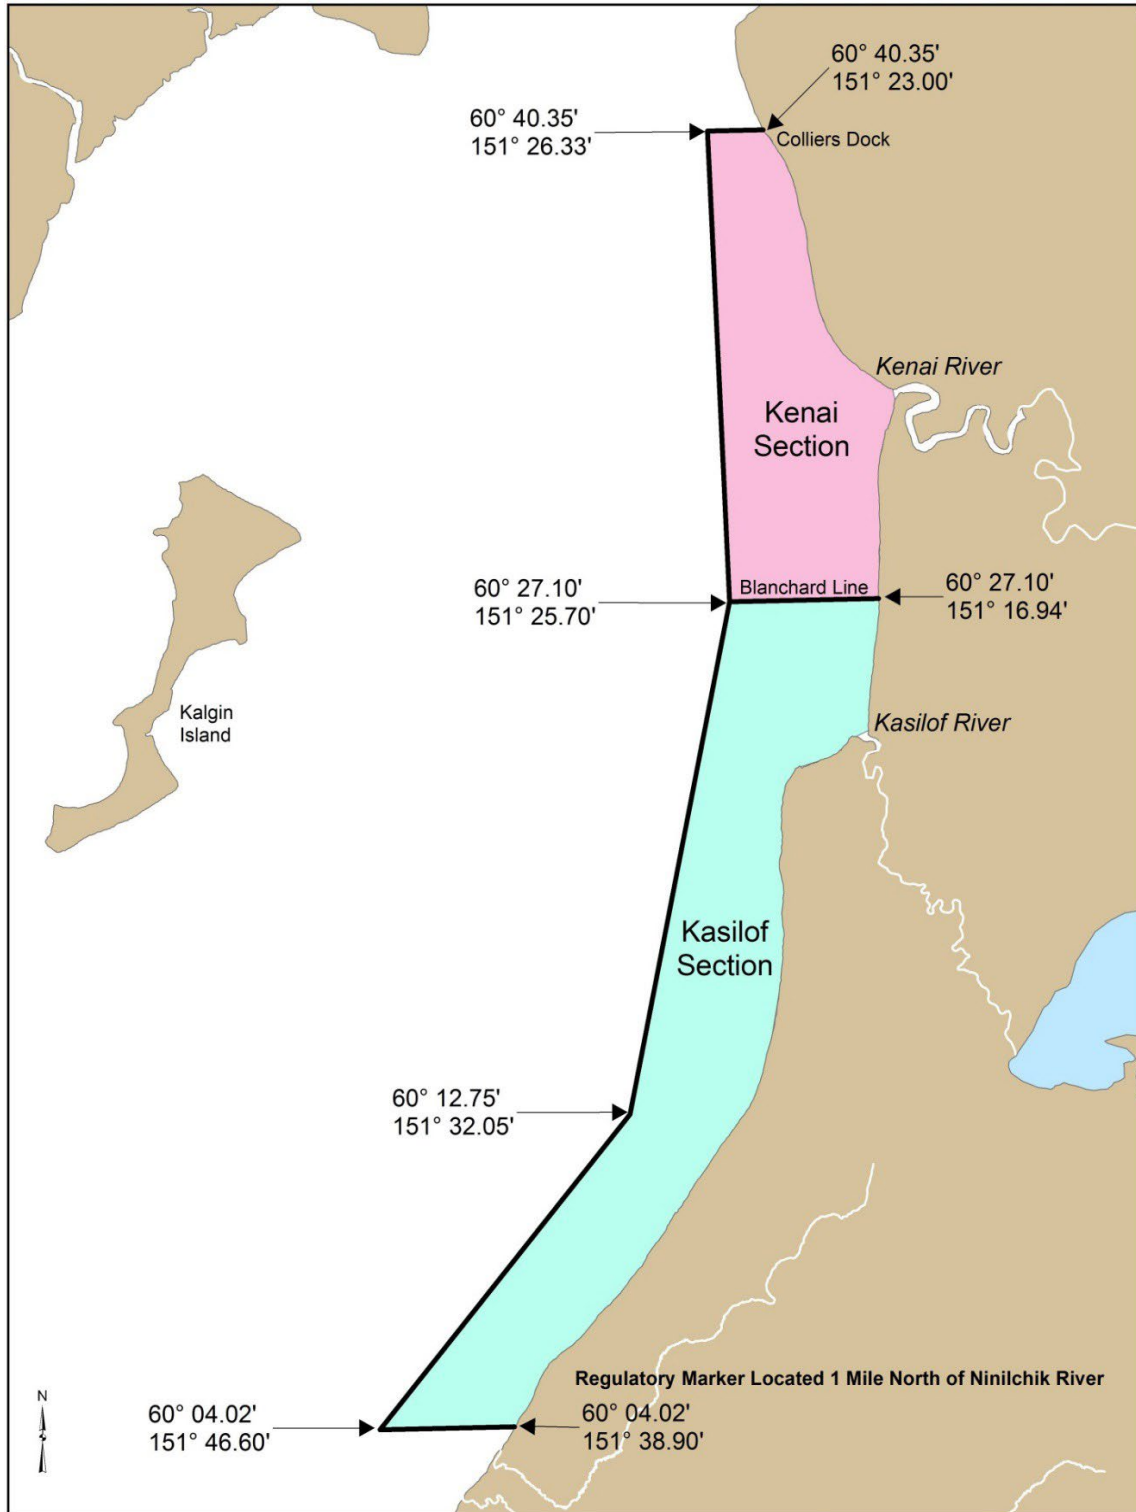 60° 40.35'
151° 23.00'
60° 40.35'
151° 26.33'
Colliers Dock
Kenai River
Kenai
Section
60° 27.10'
151° 25.70'
Blanchard Line
60° 27.10'
151° 16.94'
Kalgin
Island
Kasilof River
Kasilof
Section
60° 12.75'
151° 32.05'
Regulatory Marker Located 1 Mile North of Ninilchik River
N
60° 04.02'
151° 46.60'
60° 04.02'
151° 38.90'